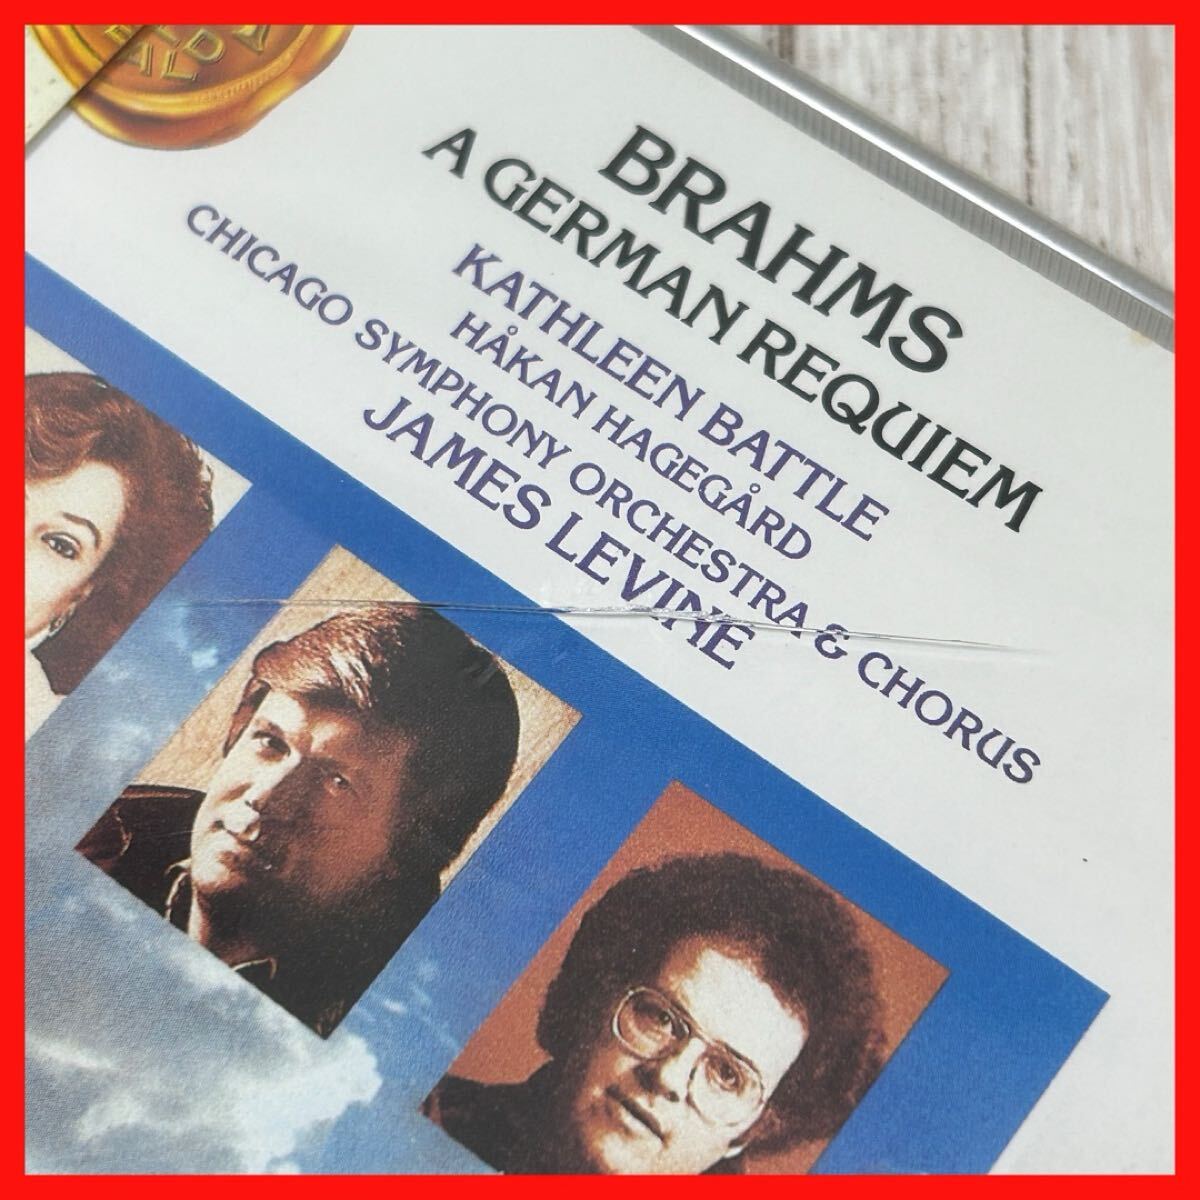 BRAHMS
A GERMAN REQUIEM
KATHLEEN BATTLE
HÅKAN HAGEGÅRD
CHICAGO SYMPHONY ORCHESTRA & CHORUS
JAMES LEVINE